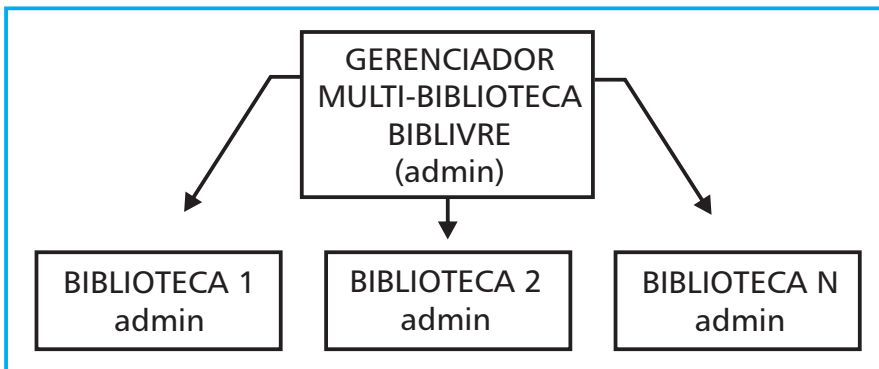 GERENCIADOR
MULTI-BIBLIOTECA
BIBLIVRE
(admin)
BIBLIOTECA 1
admin
BIBLIOTECA 2
admin
BIBLIOTECA N
admin